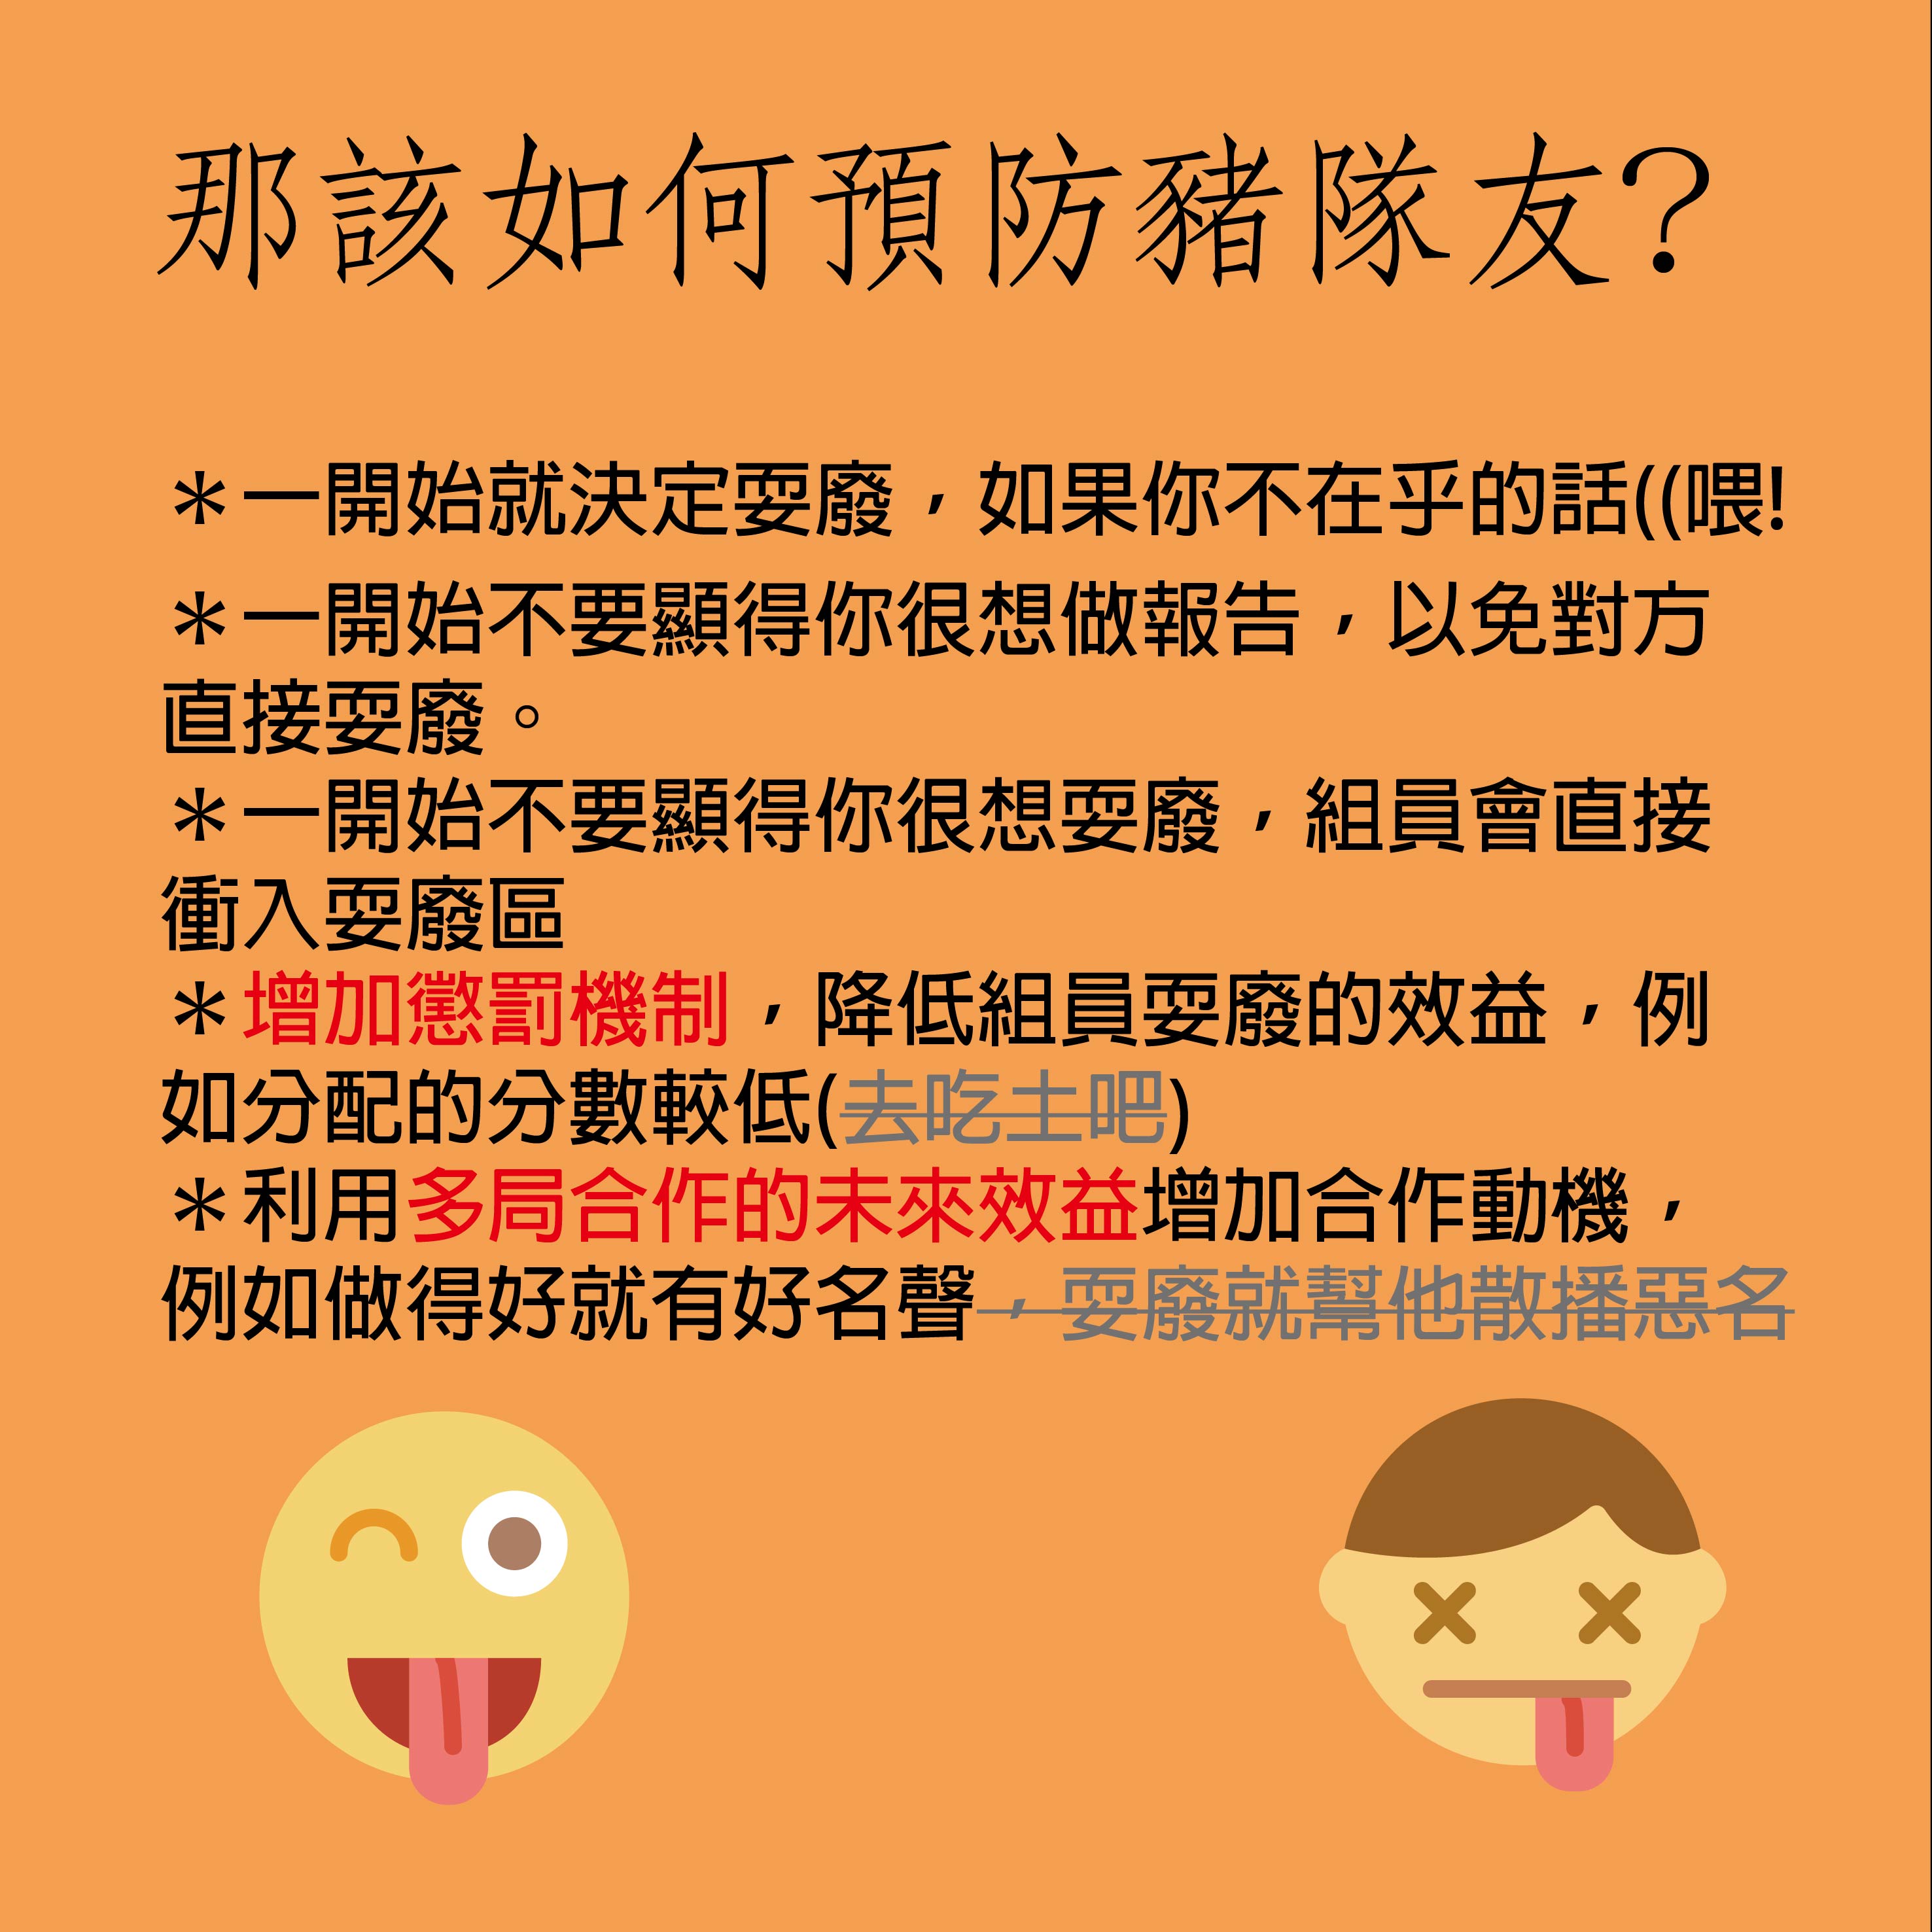 那該如何預防豬隊友?
*一開始就決定耍廢，如果你不在乎的話((喂!
*一開始不要顯得你很想做報告，以免對方
直接耍廢。
*一開始不要顯得你很想耍廢，組員會直接
衝入耍廢區
*增加懲罰機制，降低組員耍廢的效益，例
如分配的分數較低(去吃土吧)
*利用多局合作的未來效益增加合作動機，
例如做得好就有好名聲，耍廢就幫他散播惡名